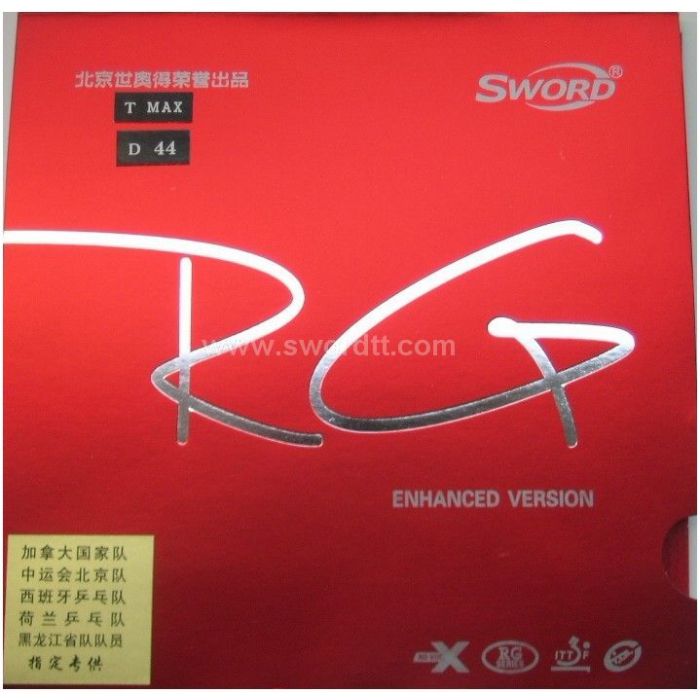 北京世奥得荣誉出品
SWORD®
T MAX
D 44
RG
www.swordtt.com
ENHANCED VERSION
加拿大国家队
中运会北京队
西班牙乒乓队
荷兰乒乓队
黑龙江省队队员
指定专供
X
RG
SERIES
ITTF